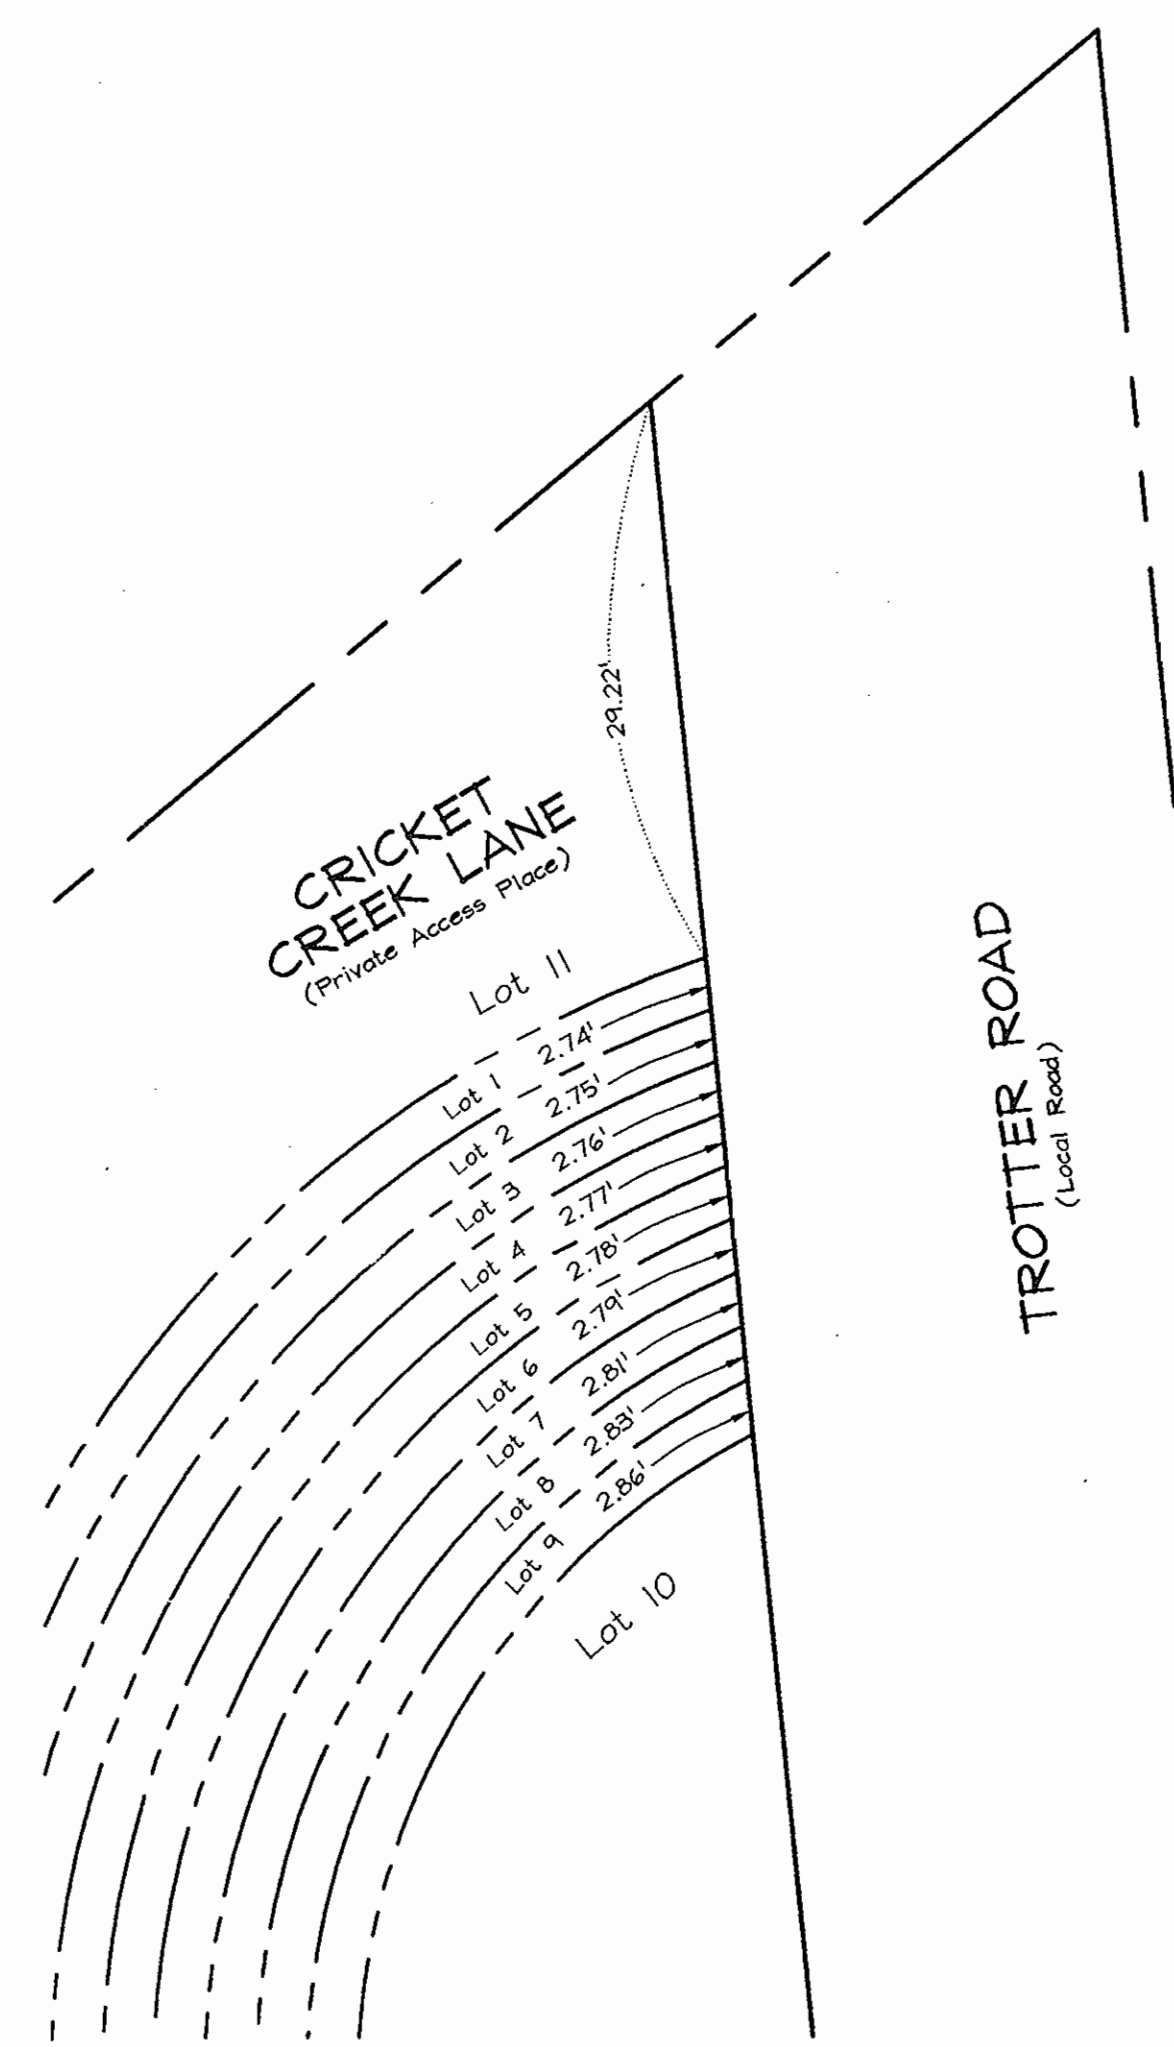 29.22'
CRICKET
CREEK LANE
(Private Access Place)
Lot 11
Lot 1 2.74'
Lot 2 2.75'
Lot 3 2.76'
Lot 4 2.77'
Lot 5 2.78'
Lot 6 2.79'
Lot 7 2.81'
Lot 8 2.83'
Lot 9 2.86'
Lot 10
TROTTER ROAD
(Local Road)